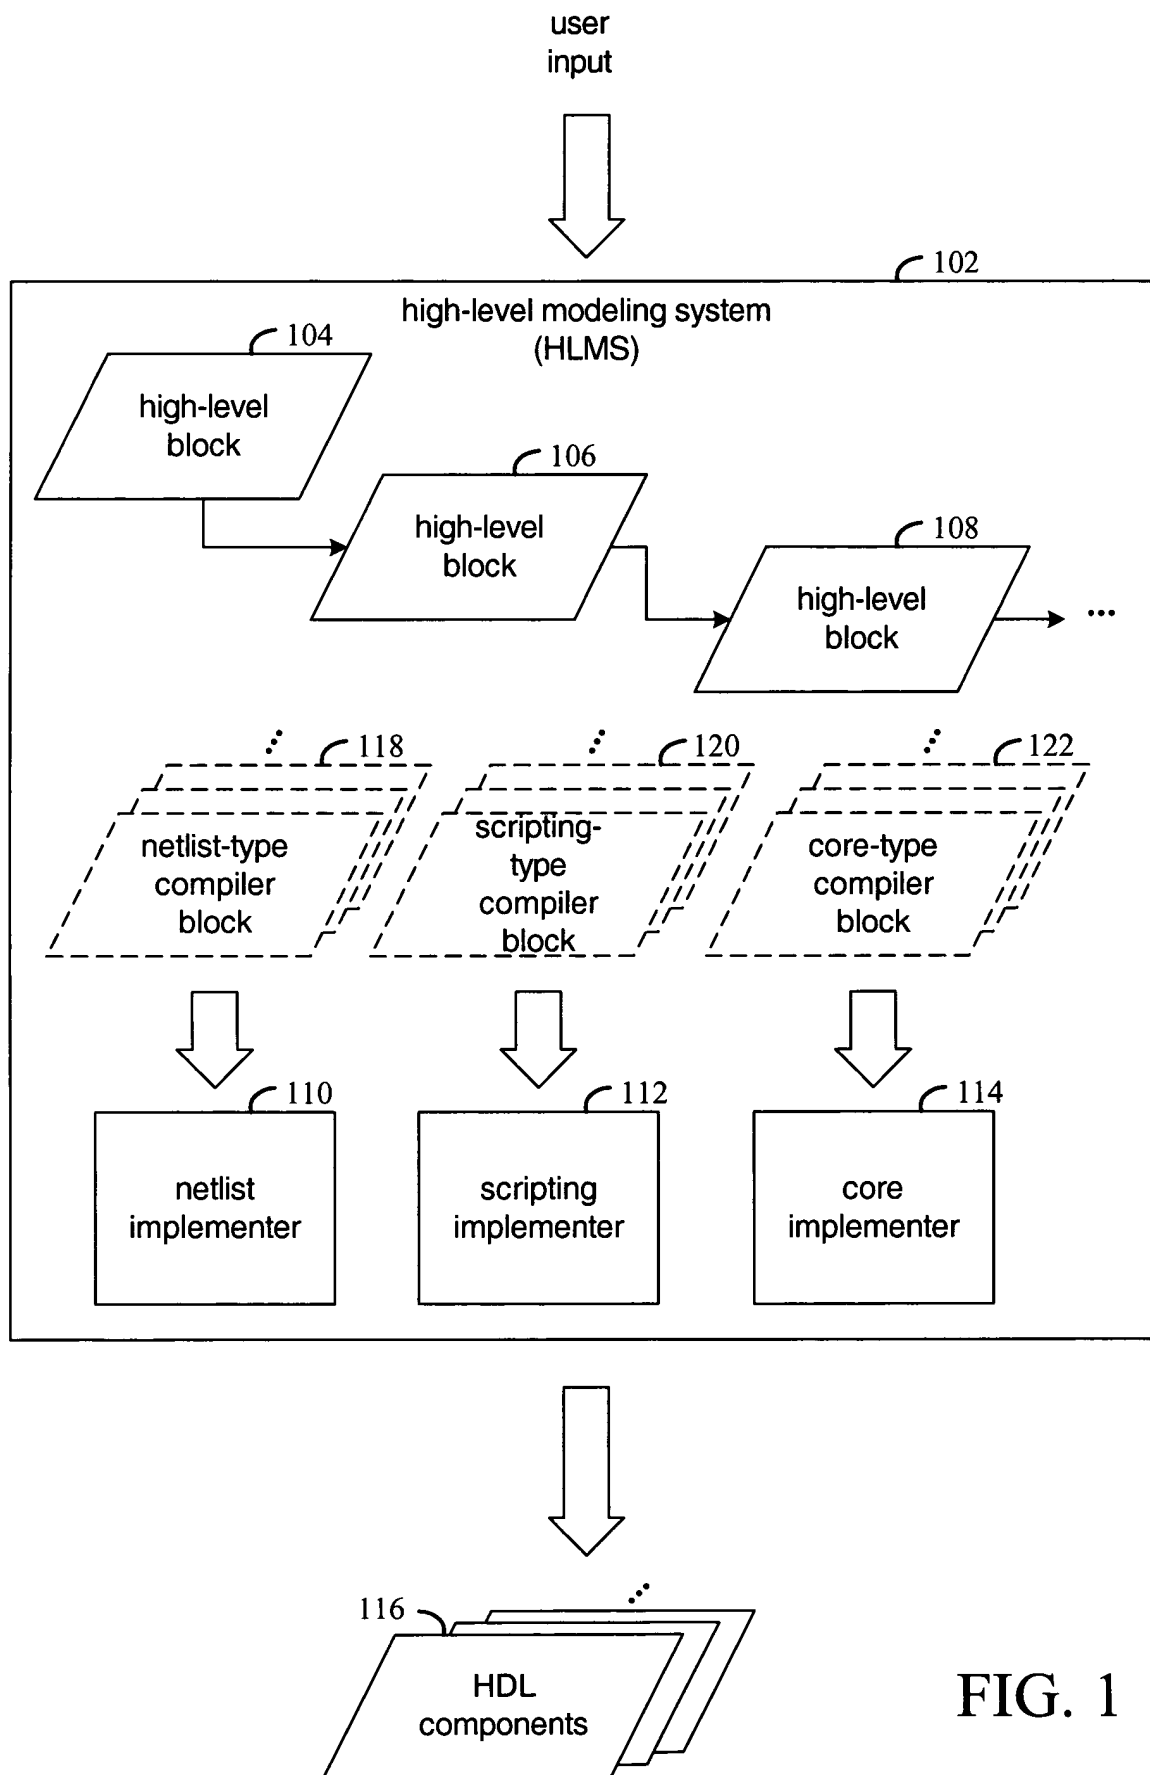 user
input
102
high-level modeling system
(HLMS)
104
high-level
block
106
high-level
block
108
high-level
block
...
118
netlist-type
compiler
block
120
scripting-
type
compiler
block
122
core-type
compiler
block
110
netlist
implementer
112
scripting
implementer
114
core
implementer
116
HDL
components
FIG. 1